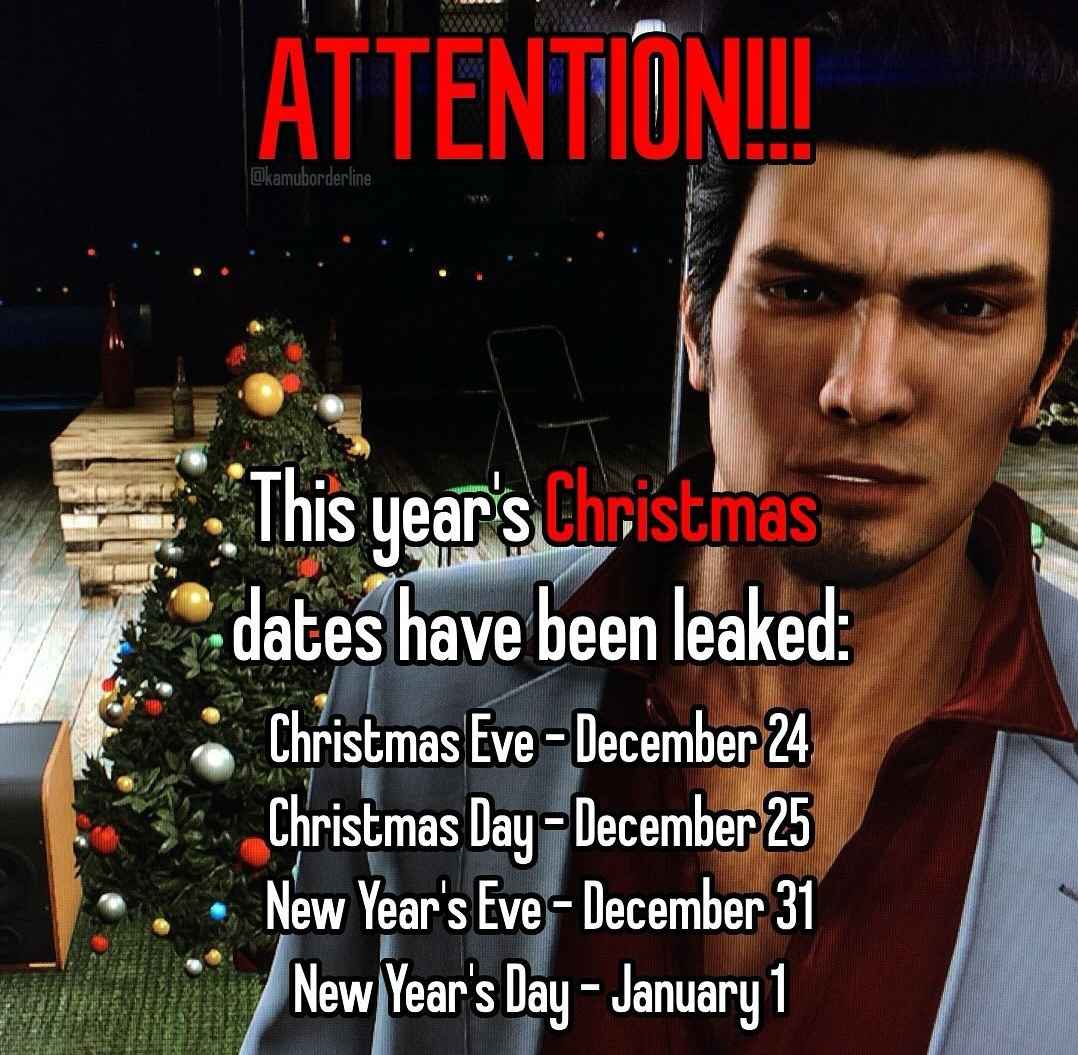 ATTENTION!!!
@kamuborderline
This year's Christmas
dates have been leaked:
Christmas Eve - December 24
Christmas Day - December 25
New Year's Eve - December 31
New Year's Day - January 1